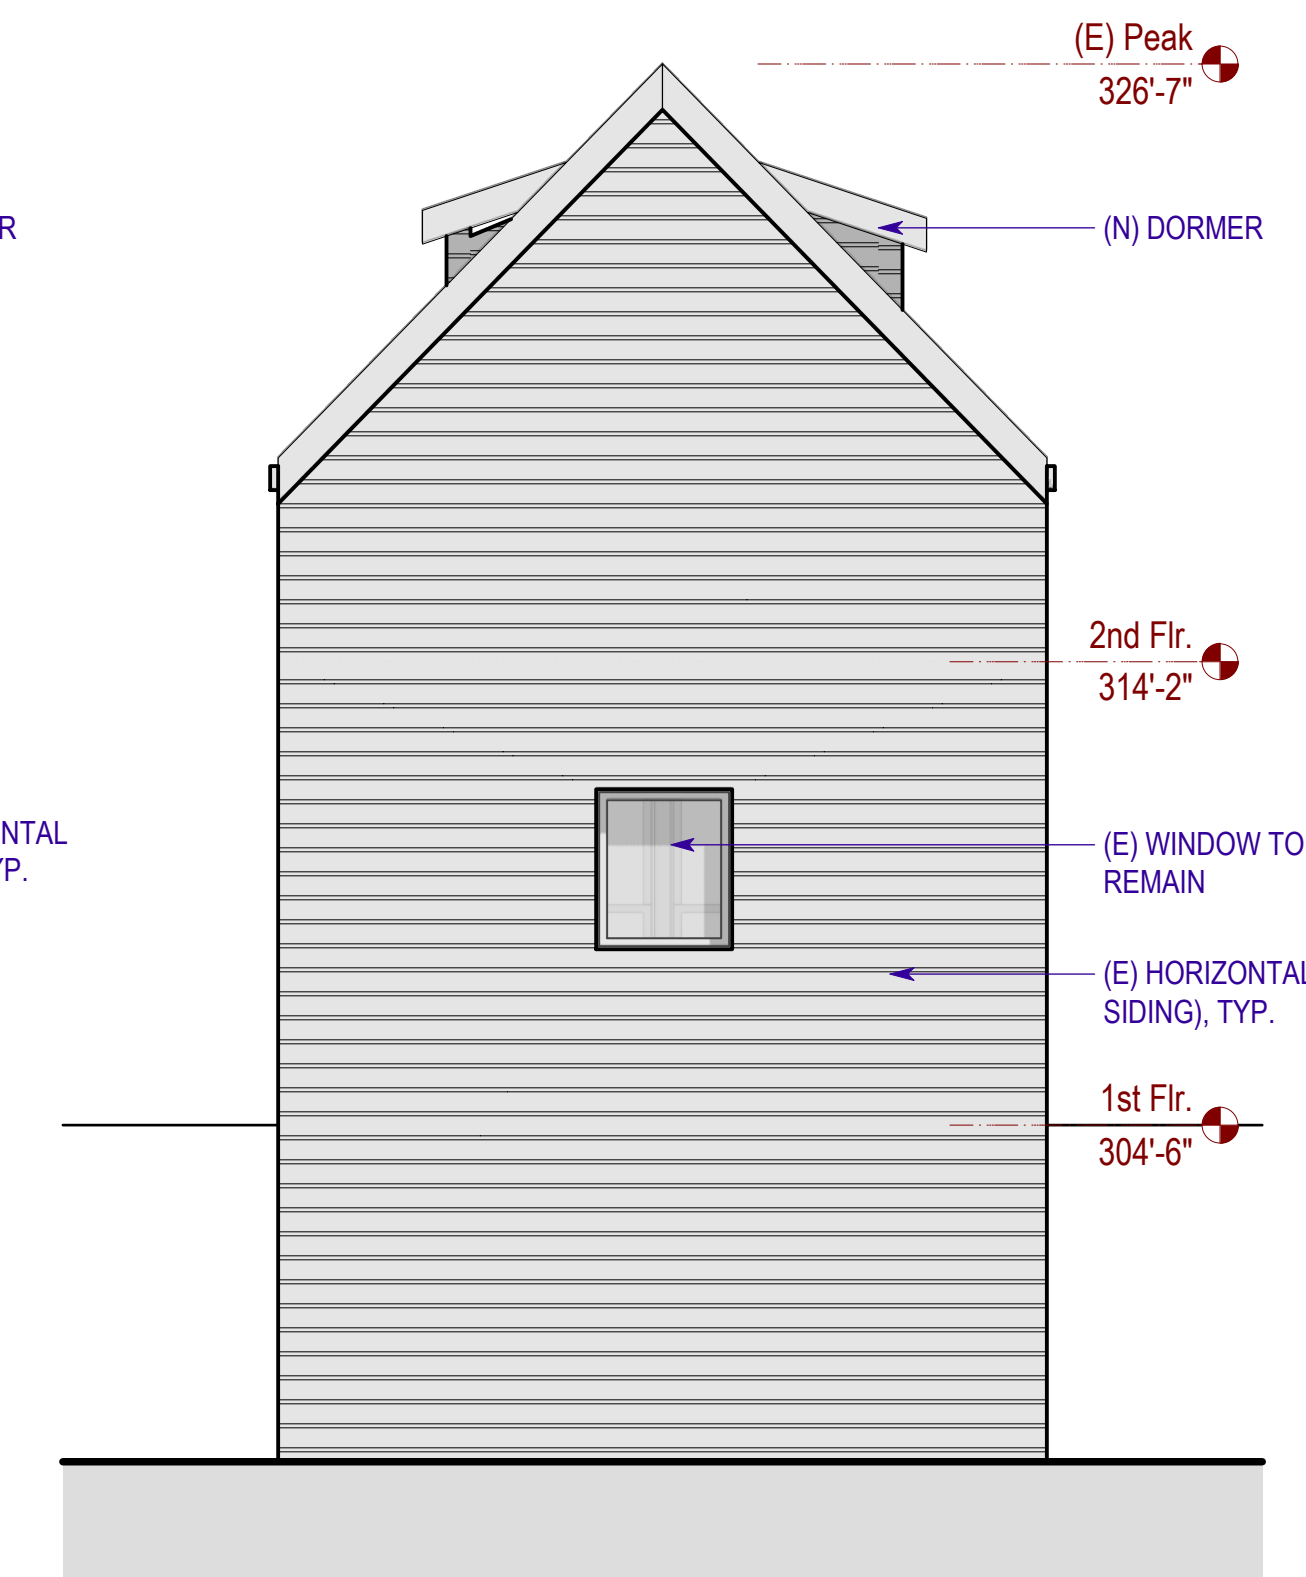 (E) Peak
326'-7"
R
(N) DORMER
2nd Flr.
314'-2"
NTAL
YP.
(E) WINDOW TO
REMAIN
(E) HORIZONTAL
SIDING), TYP.
1st Flr.
304'-6"